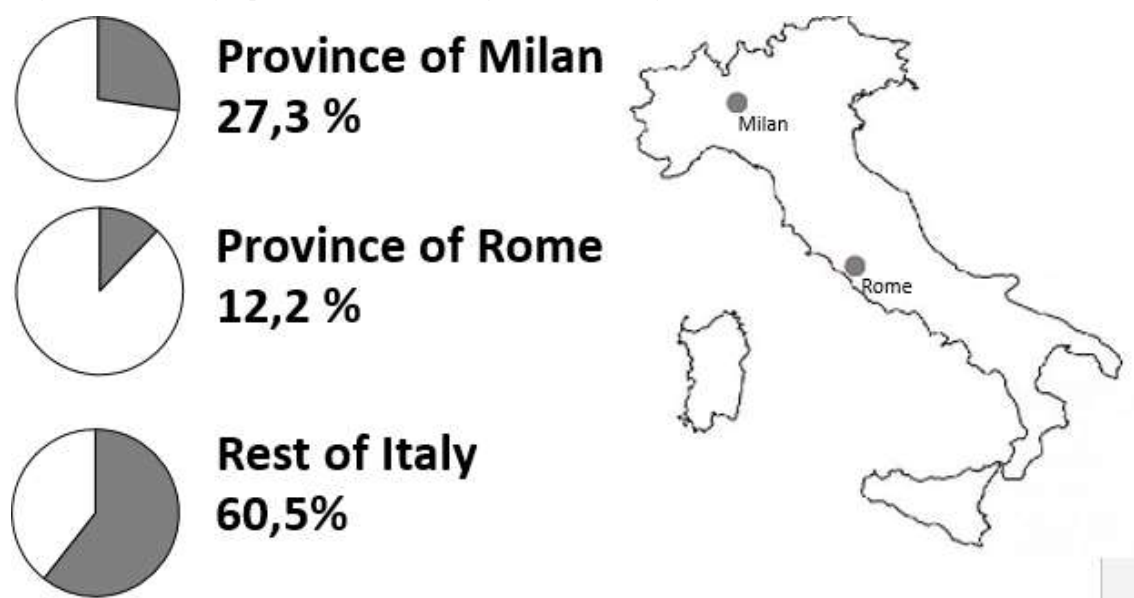 Province of Milan
27,3 %
Province of Rome
12,2 %
Rest of Italy
60,5%
Milan
Rome